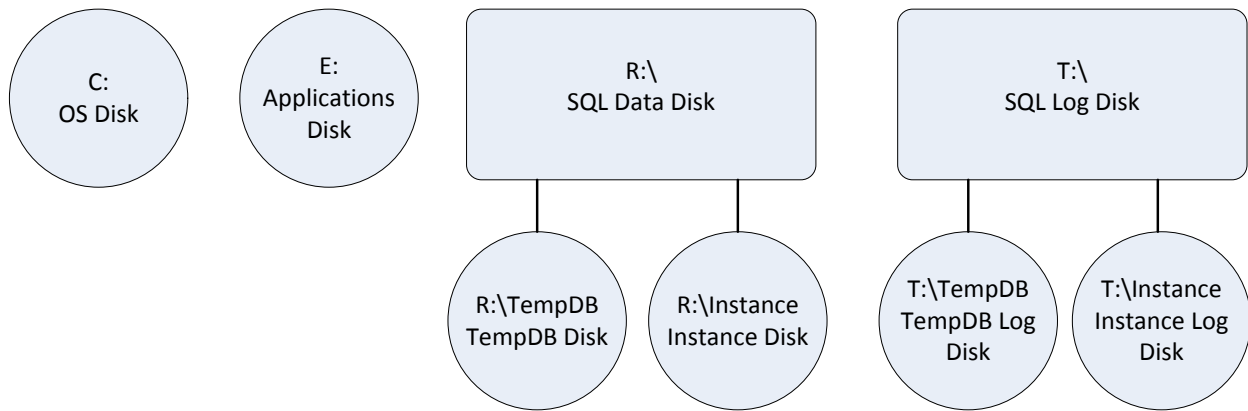 C:
OS Disk
E:
Applications
Disk
R:\
SQL Data Disk
T:\
SQL Log Disk
R:\TempDB
TempDB Disk
R:\Instance
Instance Disk
T:\TempDB
TempDB Log
Disk
T:\Instance
Instance Log
Disk